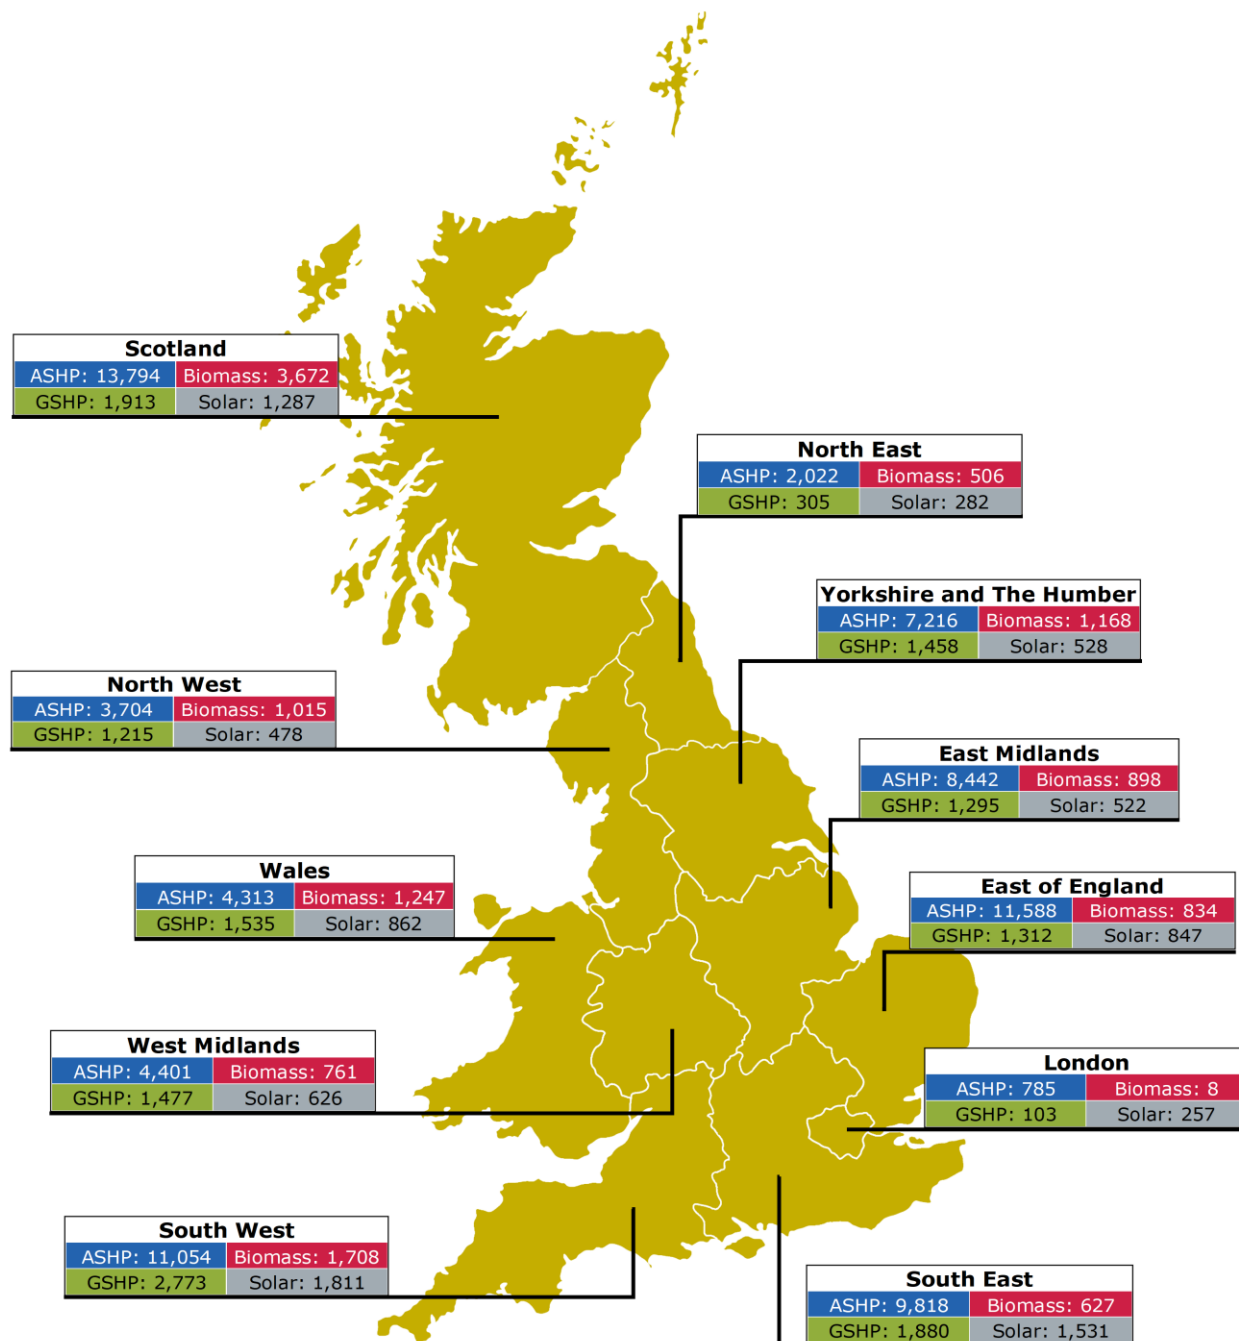 Scotland
ASHP: 13,794 Biomass: 3,672
GSHP: 1,913 Solar: 1,287
North East
ASHP: 2,022 Biomass: 506
GSHP: 305 Solar: 282
Yorkshire and The Humber
ASHP: 7,216 Biomass: 1,168
GSHP: 1,458 Solar: 528
North West
ASHP: 3,704 Biomass: 1,015
GSHP: 1,215 Solar: 478
East Midlands
ASHP: 8,442 Biomass: 898
GSHP: 1,295 Solar: 522
Wales
ASHP: 4,313 Biomass: 1,247
GSHP: 1,535 Solar: 862
East of England
ASHP: 11,588 Biomass: 834
GSHP: 1,312 Solar: 847
West Midlands
ASHP: 4,401 Biomass: 761
GSHP: 1,477 Solar: 626
London
ASHP: 785 Biomass: 8
GSHP: 103 Solar: 257
South West
ASHP: 11,054 Biomass: 1,708
GSHP: 2,773 Solar: 1,811
South East
ASHP: 9,818 Biomass: 627
GSHP: 1,880 Solar: 1,531